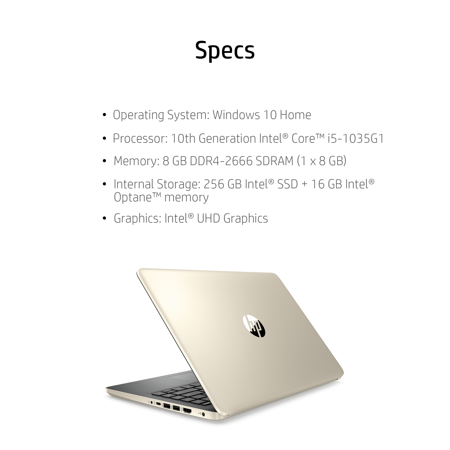 Specs
• Operating System: Windows 10 Home
• Processor: 10th Generation Intel® Core™ i5-1035G1
• Memory: 8 GB DDR4-2666 SDRAM (1 x 8 GB)
• Internal Storage: 256 GB Intel® SSD + 16 GB Intel®
Optane™ memory
• Graphics: Intel® UHD Graphics
hp